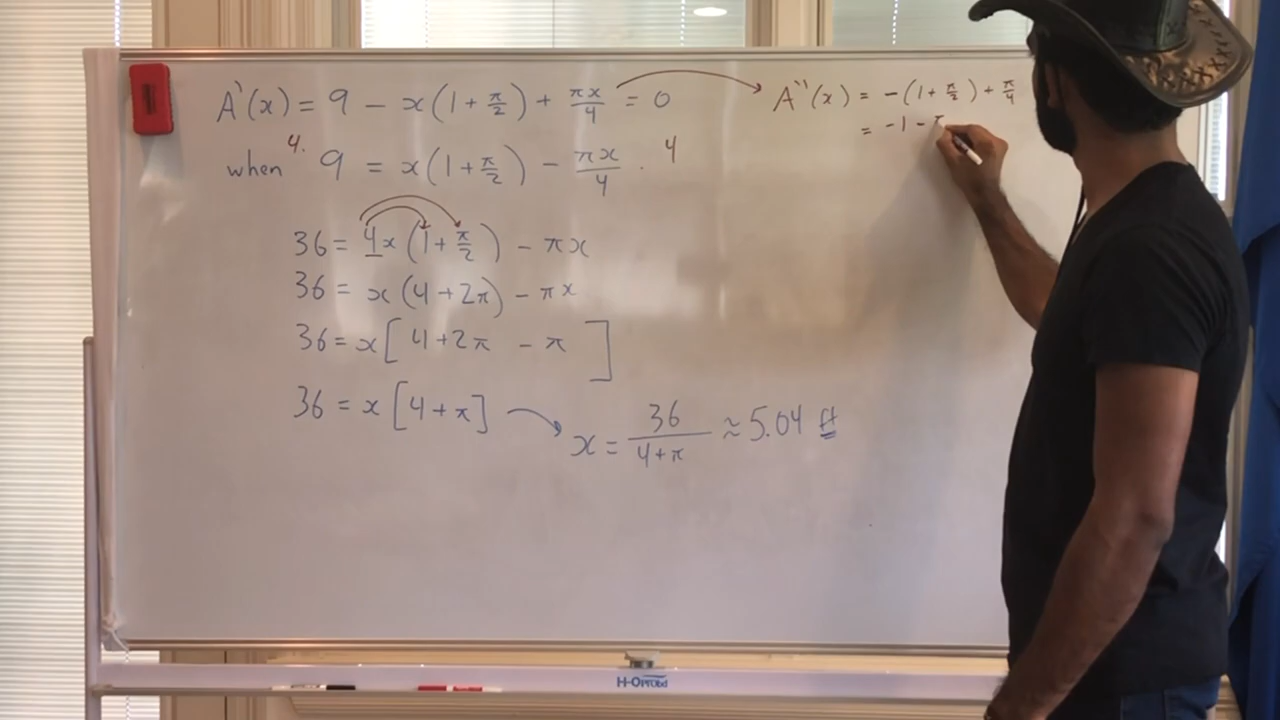 A'(x) = 9 - x(1 + π/2) + πx/4 = 0
A''(x) = -(1 + π/2) + π/4
= -1 - π
when 4. 9 = x(1 + π/2) - πx/4 . 4
36 = 4x (1 + π/2) - πx
36 = x (4 + 2π) - πx
36 = x[ 4 + 2π - π ]
36 = x [4 + π]
x = 36/(4 + π) ≈ 5.04 ft